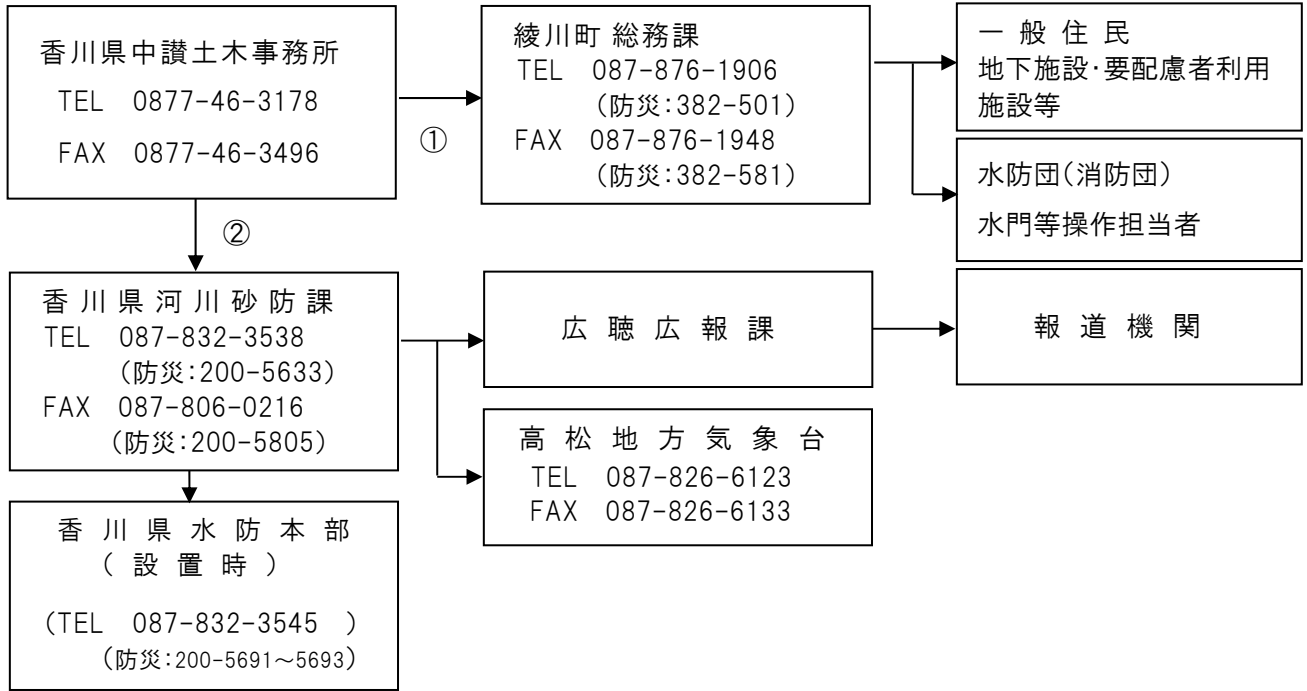 香川県中讃土木事務所
TEL 0877-46-3178
FAX 0877-46-3496
①
綾川町 総務課
TEL 087-876-1906
(防災:382-501)
FAX 087-876-1948
(防災:382-581)
一 般 住 民
地下施設・要配慮者利用
施設等
水防団(消防団)
水門等操作担当者
②
香 川 県 河 川 砂 防 課
TEL 087-832-3538
(防災:200-5633)
FAX 087-806-0216
(防災:200-5805)
広 聴 広 報 課
報 道 機 関
高 松 地 方 気 象 台
TEL 087-826-6123
FAX 087-826-6133
香 川 県 水 防 本 部
( 設 置 時 )
(TEL 087-832-3545 )
(防災:200-5691～5693)